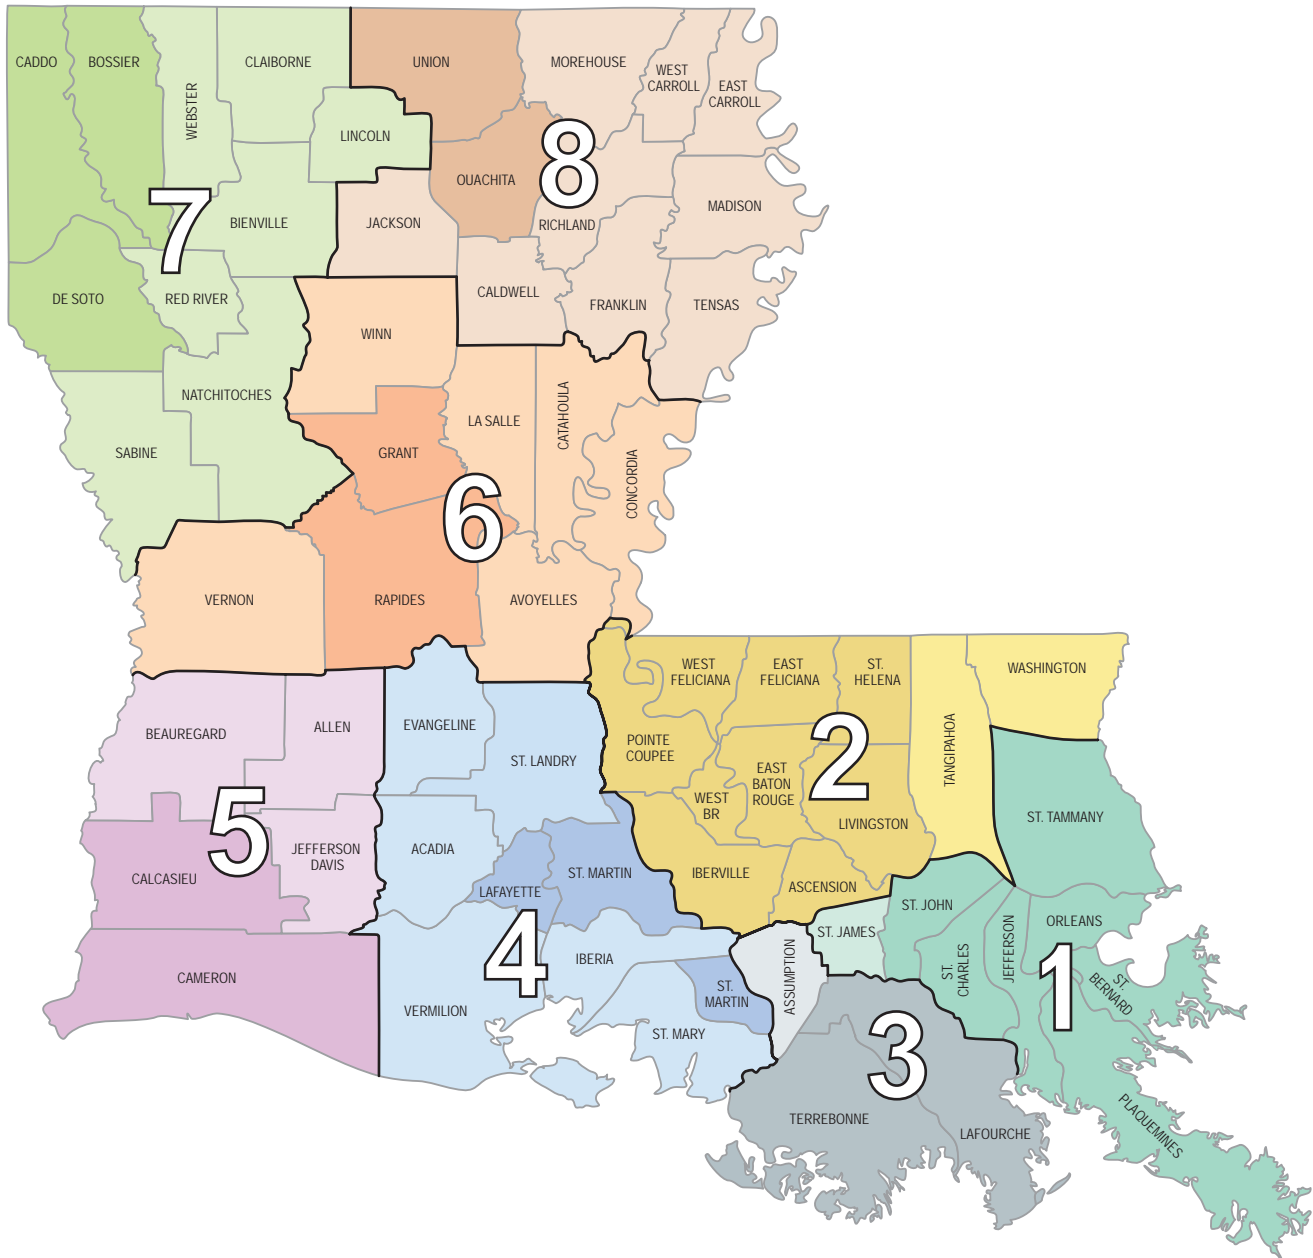 CADDO
BOSSIER
WEBSTER
CLAIBORNE
UNION
MOREHOUSE
WEST
CARROLL
EAST
CARROLL
LINCOLN
8
OUACHITA
7
BIENVILLE
JACKSON
RICHLAND
MADISON
DE SOTO
RED RIVER
CALDWELL
FRANKLIN
TENSAS
WINN
NATCHITOCHES
LA SALLE
CATAHOULA
SABINE
GRANT
CONCORDIA
6
VERNON
RAPIDES
AVOYELLES
WEST
FELICIANA
EAST
FELICIANA
ST.
HELENA
WASHINGTON
BEAUREGARD
ALLEN
EVANGELINE
ST. LANDRY
POINTE
COUPEE
2
TANGIPAHOA
EAST
BATON
ROUGE
WEST
BR
LIVINGSTON
ST. TAMMANY
5
JEFFERSON
DAVIS
ACADIA
CALCASIEU
LAFAYETTE
ST. MARTIN
IBERVILLE
ASCENSION
ST. JOHN
ORLEANS
ST. JAMES
JEFFERSON
4
IBERIA
ASSUMPTION
ST.
CHARLES
1
ST.
BERNARD
CAMERON
VERMILION
ST.
MARTIN
ST. MARY
3
TERREBONNE
LAFOURCHE
PLAQUEMINES